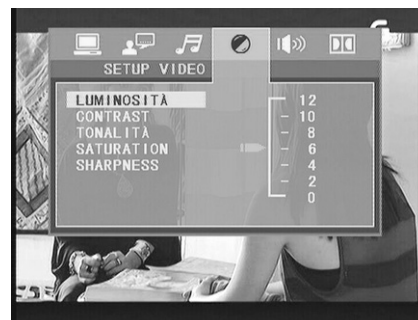 SETUP VIDEO
LUMINOSITÀ
CONTRAST
TONALITÀ
SATURATION
SHARPNESS
12
10
8
6
4
2
0